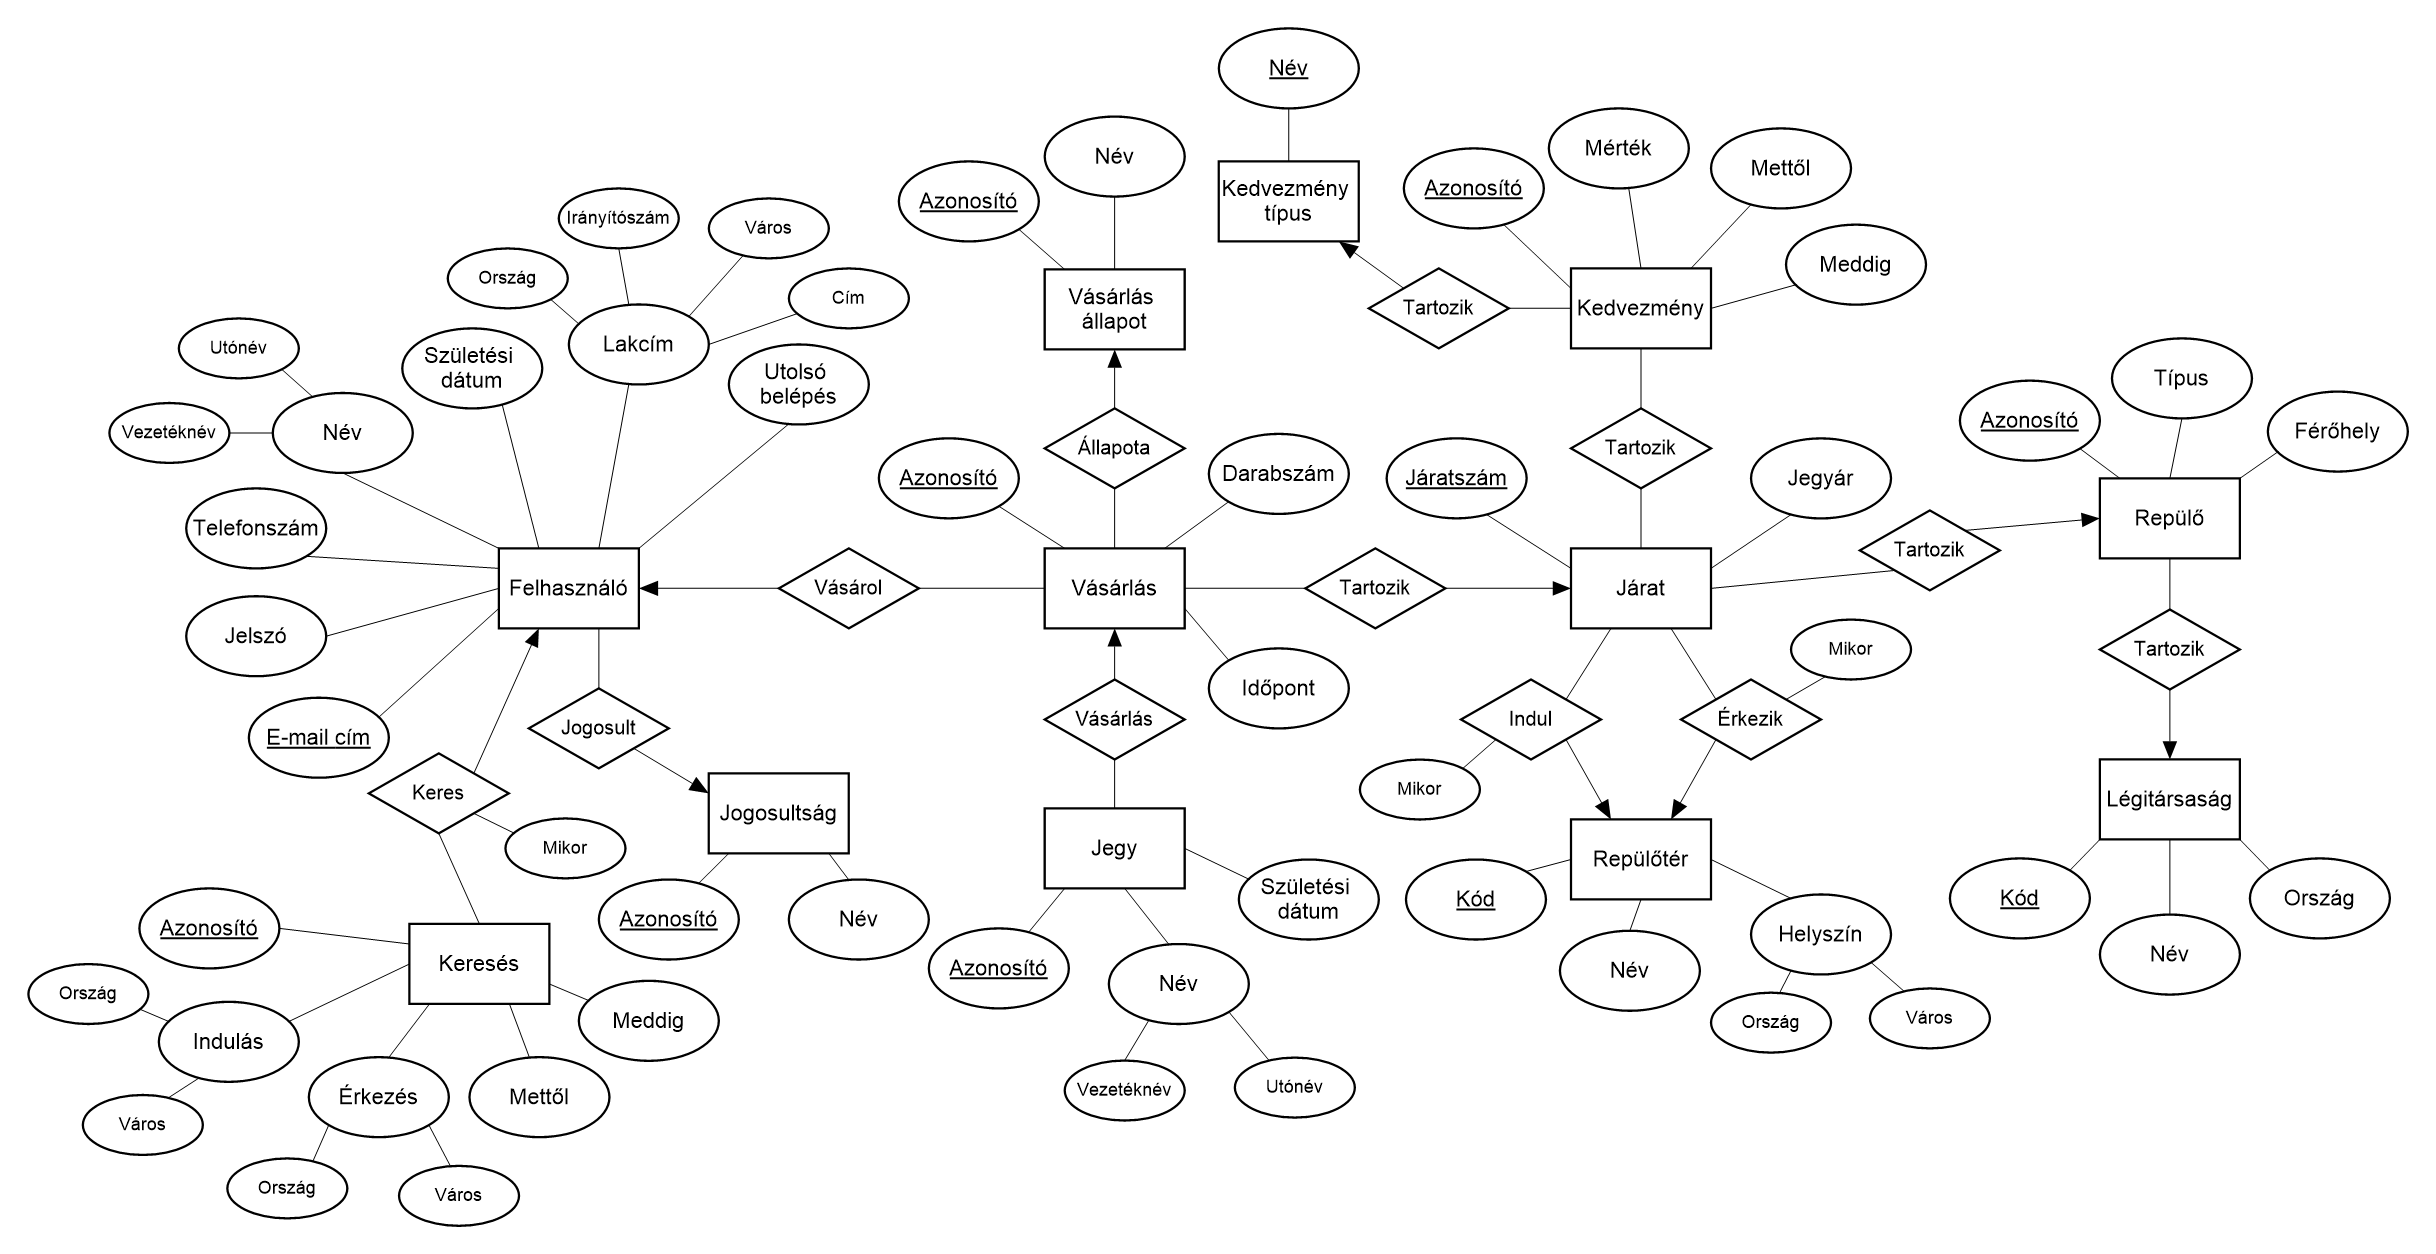 Név
Név
Azonosító
Kedvezmény
típus
Azonosító
Mérték
Mettől
Meddig
Tartozik
Kedvezmény
Vásárlás
állapot
Irányítószám
Város
Ország
Cím
Lakcím
Utónév
Vezetéknév
Név
Születési
dátum
Utolsó
belépés
Telefonszám
Jelszó
E-mail cím
Felhasználó
Vásárol
Azonosító
Állapota
Darabszám
Vásárlás
Időpont
Tartozik
Járatszám
Tartozik
Jegyár
Járat
Tartozik
Azonosító
Típus
Férőhely
Repülő
Tartozik
Légitársaság
Kód
Név
Ország
Keres
Mikor
Jogosult
Jogosultság
Azonosító
Név
Vásárlás
Jegy
Születési
dátum
Azonosító
Név
Vezetéknév
Utónév
Indul
Mikor
Érkezik
Mikor
Repülőtér
Kód
Név
Helyszín
Ország
Város
Azonosító
Keresés
Ország
Indulás
Város
Érkezés
Ország
Város
Mettől
Meddig